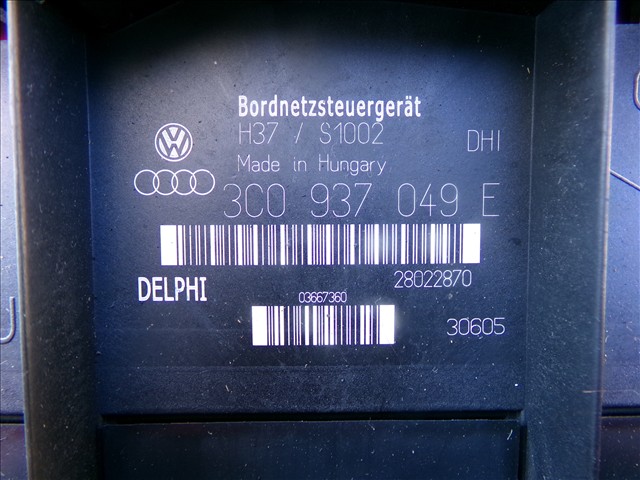 Bordnetzsteuergerät
H37 / S1002 DHI
Made in Hungary
3C0 937 049 E
28022870
DELPHI
03667360
30605